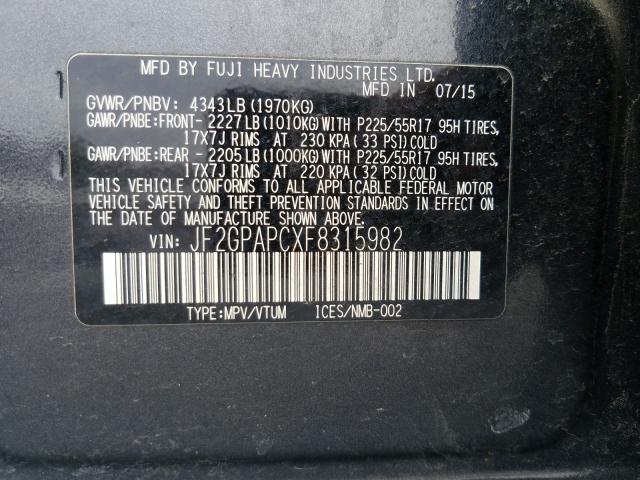 MFD BY FUJI HEAVY INDUSTRIES LTD.
MFD IN 07/15
GVWR/PNBV: 4343LB(1970KG)
GAWR/PNBE:FRONT- 2227LB(1010KG)WITH P225/55R17 95H TIRES,
17X7J RIMS AT 230 KPA(33 PSI)COLD
GAWR/PNBE:REAR - 2205LB(1000KG)WITH P225/55R17 95H TIRES,
17X7J RIMS AT 220 KPA(32 PSI)COLD
THIS VEHICLE CONFORMS TO ALL APPLICABLE FEDERAL MOTOR
VEHICLE SAFETY AND THEFT PREVENTION STANDARDS IN EFFECT ON
THE DATE OF MANUFACTURE SHOWN ABOVE.
VIN: JF2GPAPCXF8315982
TYPE:MPV/VTUM ICES/NMB-002